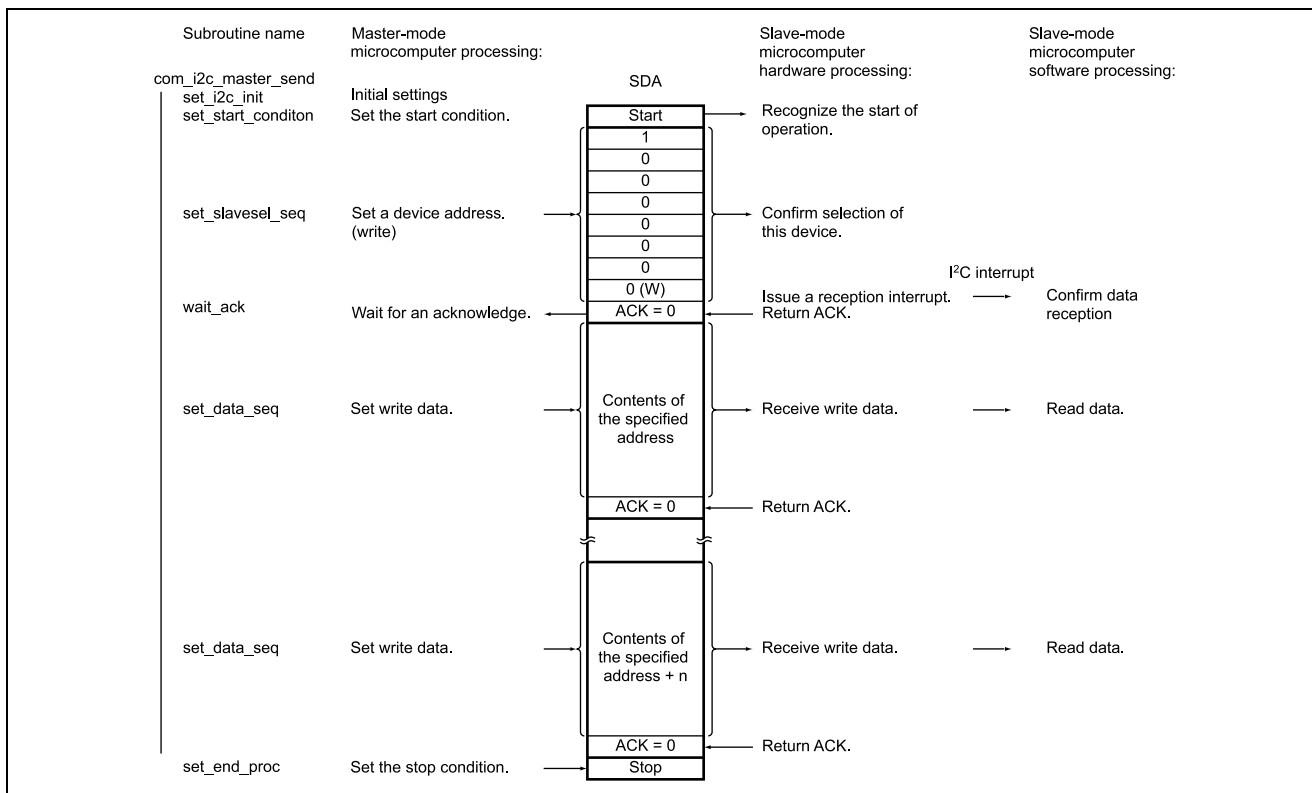 Subroutine name
Master-mode
microcomputer processing:
Slave-mode
microcomputer
hardware processing:
Slave-mode
microcomputer
software processing:
com_i2c_master_send
SDA
set_i2c_init
Initial settings
set_start_conditon
Set the start condition.
Start
Recognize the start of
operation.
1
0
0
0
0
0
0
set_slavesel_seq
Set a device address.
(write)
Confirm selection of
this device.
I²C interrupt
0 (W)
Issue a reception interrupt.
Confirm data
reception
wait_ack
Wait for an acknowledge.
ACK = 0
Return ACK.
set_data_seq
Set write data.
Contents of
the specified
address
Receive write data.
Read data.
ACK = 0
Return ACK.
set_data_seq
Set write data.
Contents of
the specified
address + n
Receive write data.
Read data.
ACK = 0
Return ACK.
set_end_proc
Set the stop condition.
Stop